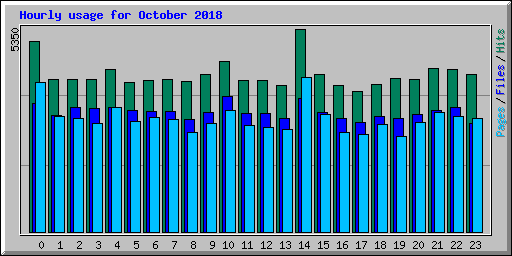 Hourly usage for October 2018
5350
Pages/Files/Hits
0 1 2 3 4 5 6 7 8 9 10 11 12 13 14 15 16 17 18 19 20 21 22 23